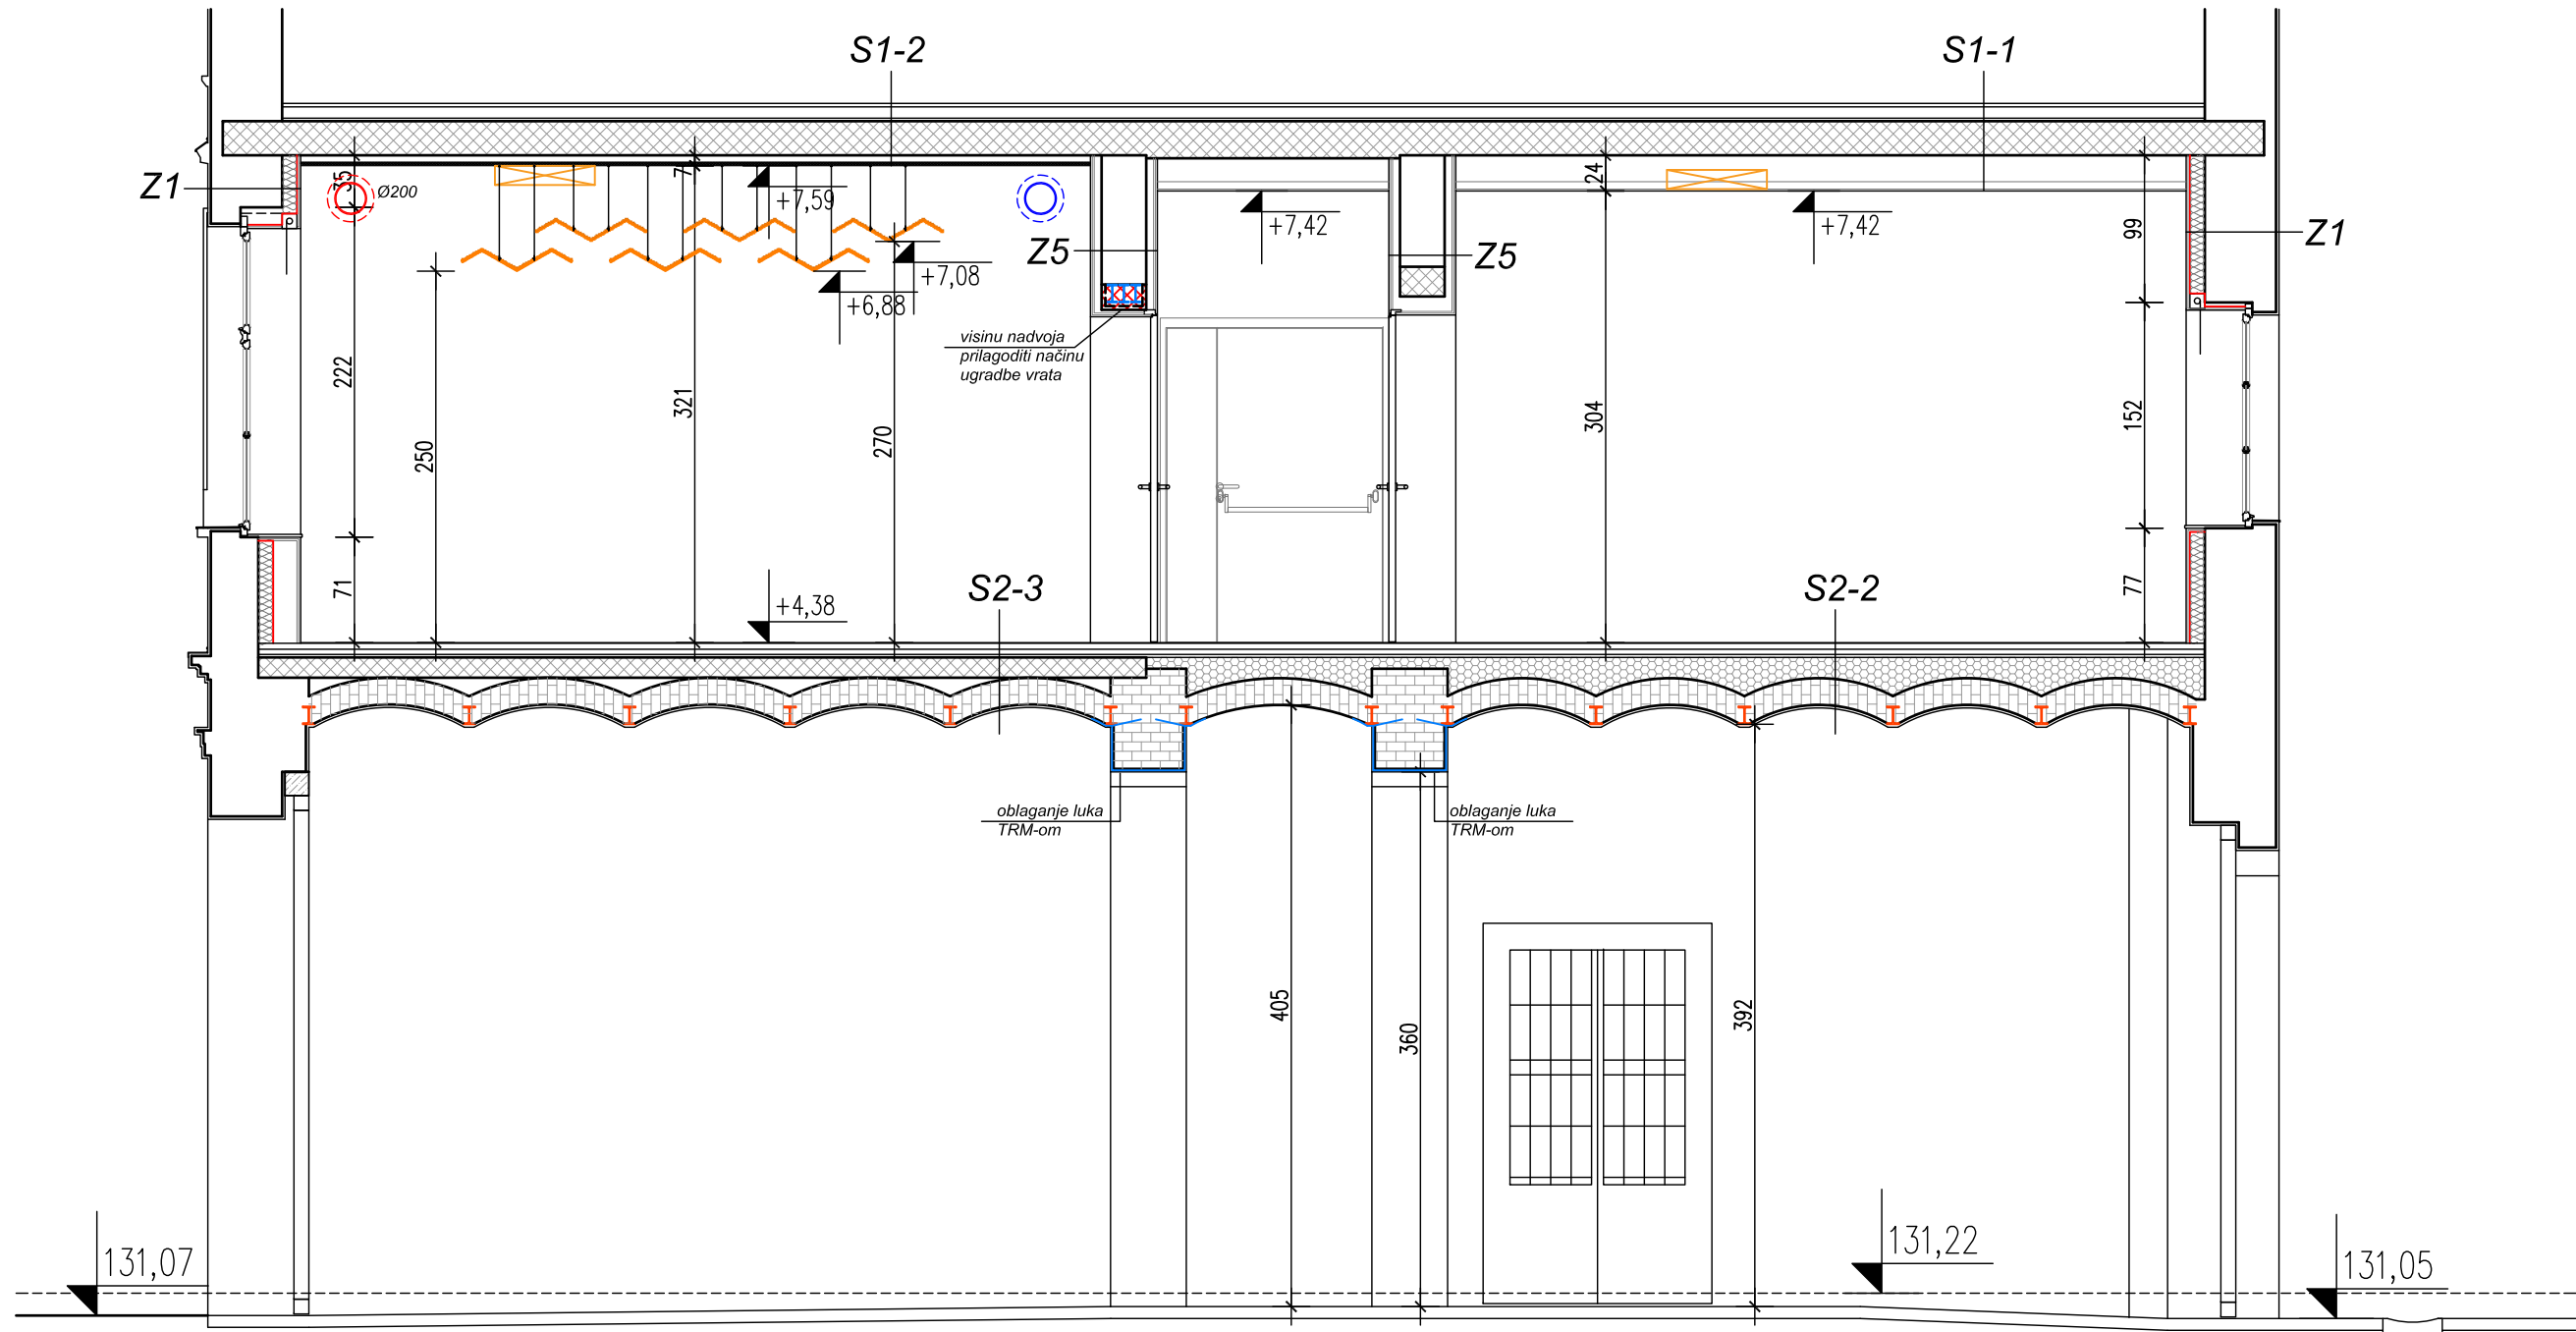 S1-2
S1-1
Z1
35
Ø200
7
+7,59
24
+7,42
+7,42
99
Z1
Z5
Z5
+7,08
+6,88
visinu nadvoja
prilagoditi načinu
ugradbe vrata
222
250
321
270
304
152
71
+4,38
S2-3
S2-2
77
oblaganje luka
TRM-om
oblaganje luka
TRM-om
405
360
392
131,07
131,22
131,05